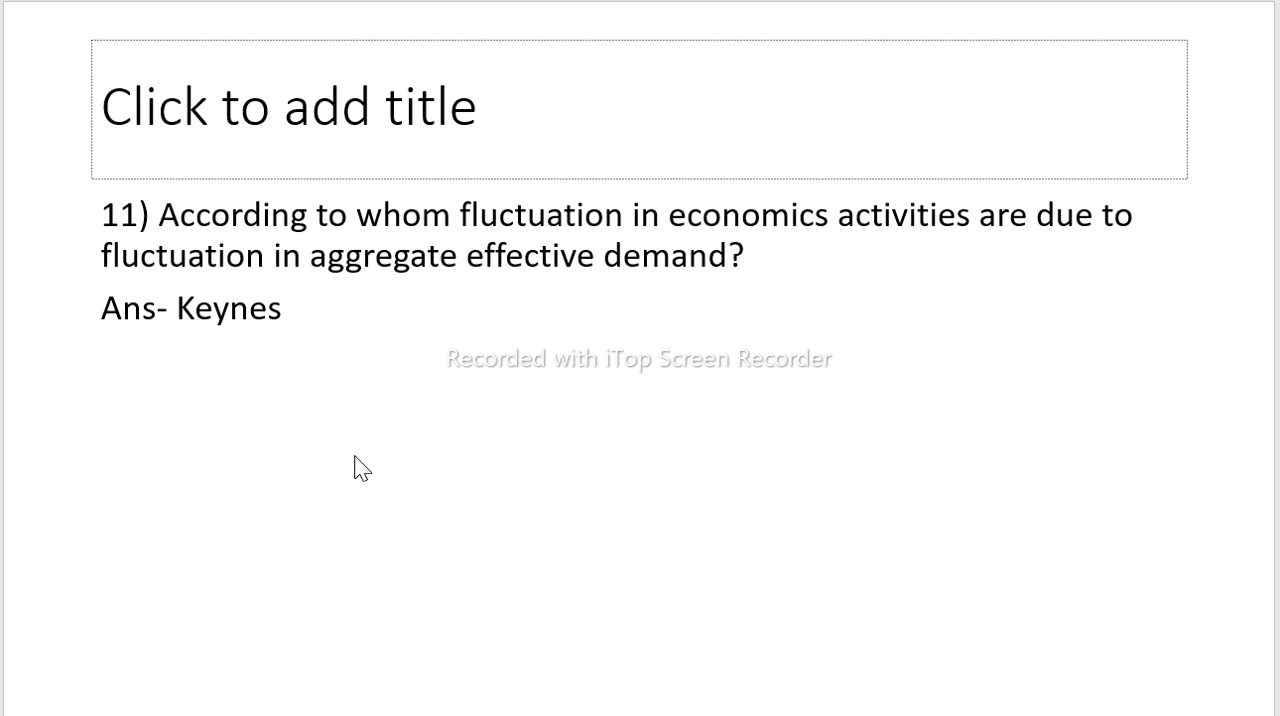 Click to add title
11) According to whom fluctuation in economics activities are due to
fluctuation in aggregate effective demand?
Ans- Keynes
Recorded with iTop Screen Recorder